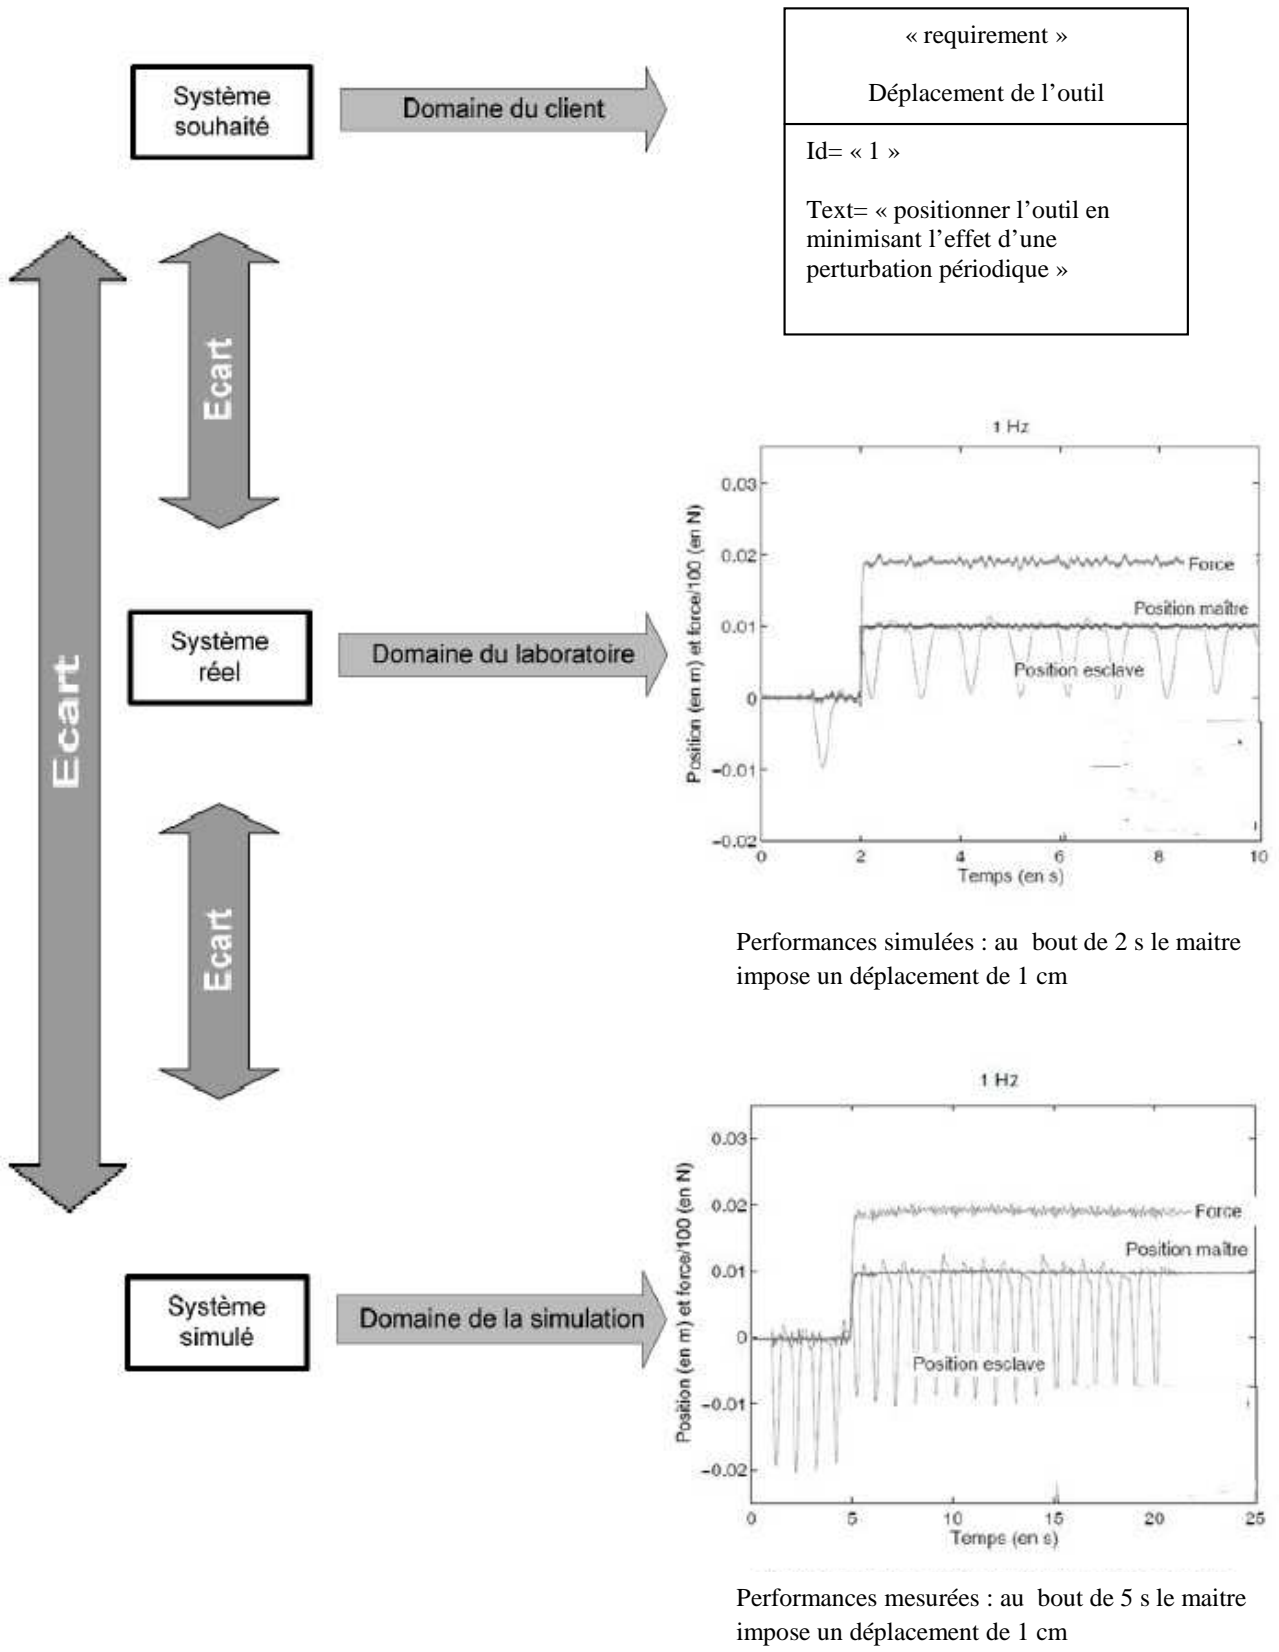 « requirement »
Déplacement de l’outil
Id= « 1 »
Text= « positionner l’outil en
minimisant l’effet d’une
perturbation périodique »
Système
souhaité
Domaine du client
Ecart
Ecart
Système
réel
Domaine du laboratoire
1 Hz
Position (en m) et force/100 (en N)
0.03
0.02
0.01
0
−0.01
−0.02
Force
Position maître
Position esclave
0 2 4 6 8 10
Temps (en s)
Performances simulées : au bout de 2 s le maitre
impose un déplacement de 1 cm
Ecart
Système
simulé
Domaine de la simulation
1 Hz
Position (en m) et force/100 (en N)
0.03
0.02
0.01
0
−0.01
−0.02
Force
Position maître
Position esclave
0 5 10 15 20 25
Temps (en s)
Performances mesurées : au bout de 5 s le maitre
impose un déplacement de 1 cm